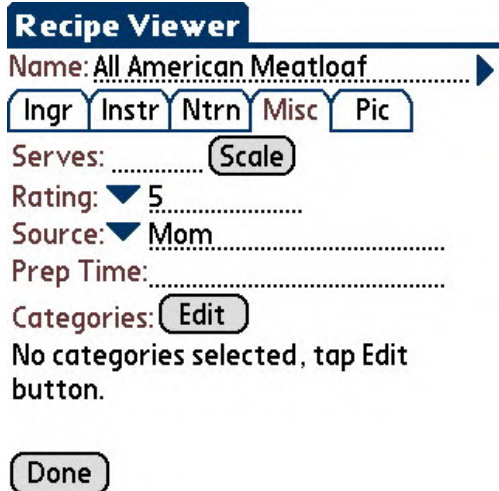 Recipe Viewer
Name: All American Meatloaf
Ingr Instr Ntrn Misc Pic
Serves: Scale
Rating: 5
Source: Mom
Prep Time:
Categories: Edit
No categories selected, tap Edit
button.
Done